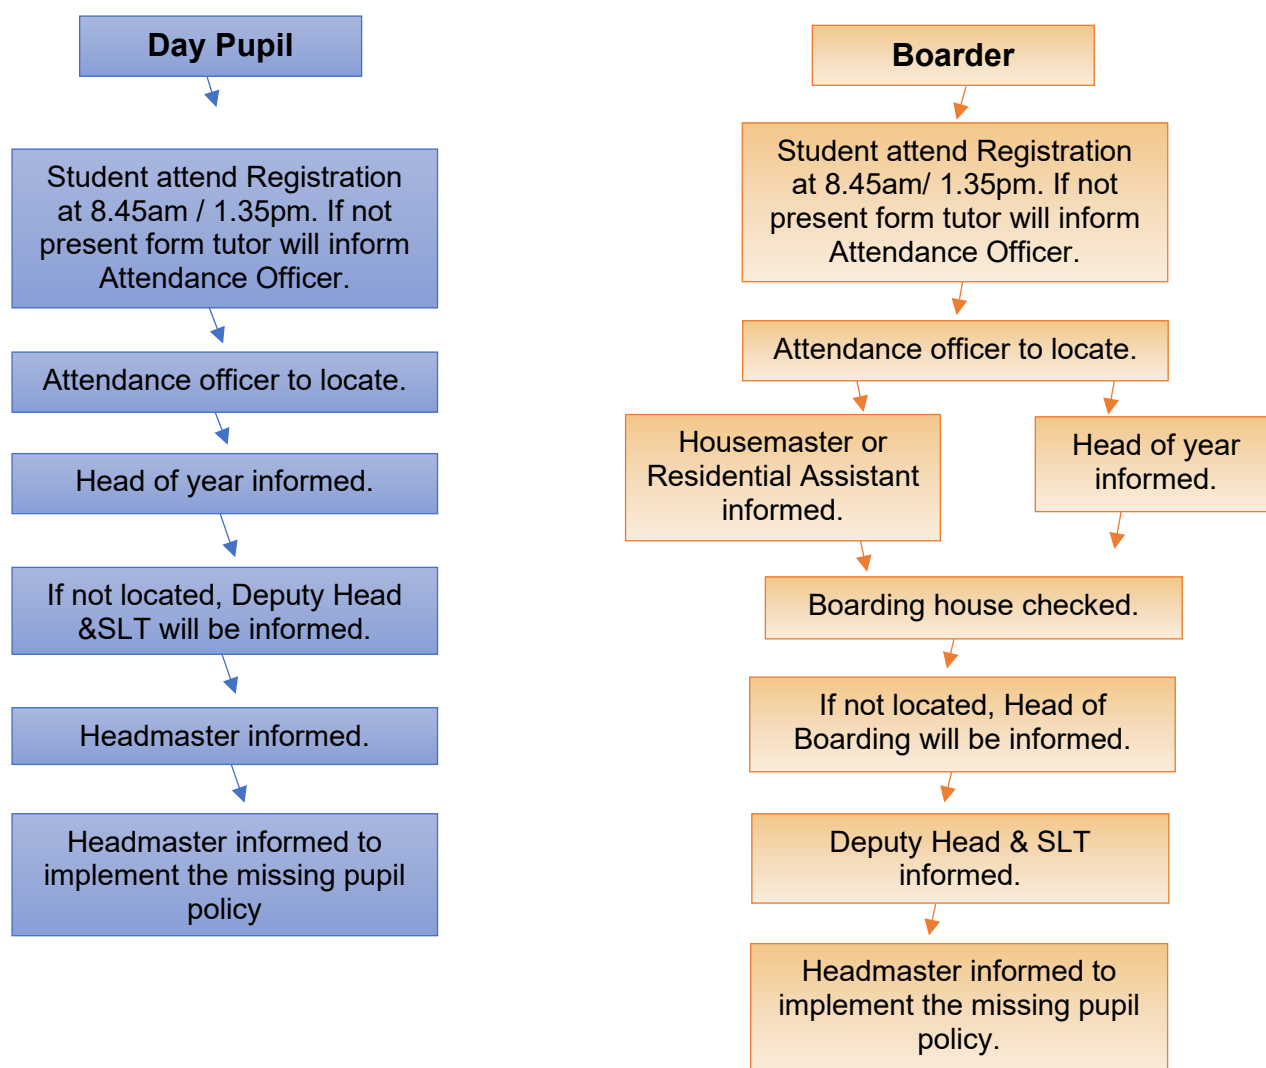 Day Pupil
Student attend Registration
at 8.45am / 1.35pm. If not
present form tutor will inform
Attendance Officer.
Attendance officer to locate.
Head of year informed.
If not located, Deputy Head
&SLT will be informed.
Headmaster informed.
Headmaster informed to
implement the missing pupil
policy
Boarder
Student attend Registration
at 8.45am/ 1.35pm. If not
present form tutor will inform
Attendance Officer.
Attendance officer to locate.
Housemaster or
Residential Assistant
informed.
Head of year
informed.
Boarding house checked.
If not located, Head of
Boarding will be informed.
Deputy Head & SLT
informed.
Headmaster informed to
implement the missing pupil
policy.